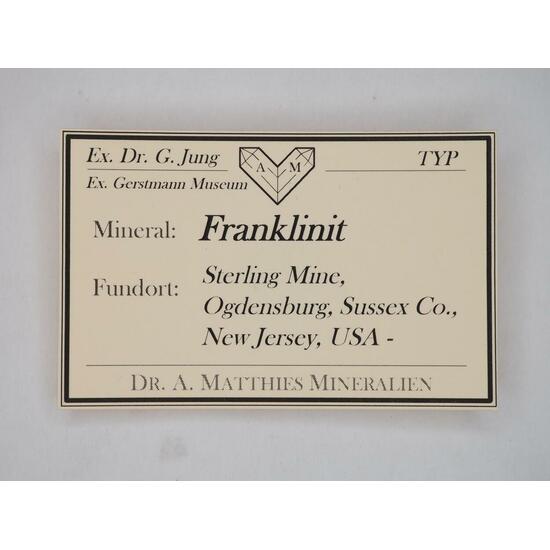 Ex. Dr. G. Jung
TYP
Ex. Gerstmann Museum
A M
Mineral: Franklinit
Fundort: Sterling Mine,
Ogdensburg, Sussex Co.,
New Jersey, USA -
DR. A. MATTHIES MINERALIEN